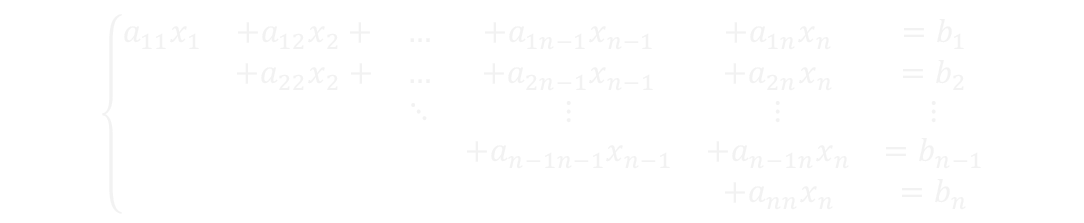 a₁₁x₁ +a₁₂x₂ + … +a₁ₙ₋₁xₙ₋₁ +a₁ₙxₙ = b₁
+a₂₂x₂ + … +a₂ₙ₋₁xₙ₋₁ +a₂ₙxₙ = b₂
⋱ ⋮ ⋮ ⋮
+aₙ₋₁ₙ₋₁xₙ₋₁ +aₙ₋₁ₙxₙ = bₙ₋₁
+aₙₙxₙ = bₙ